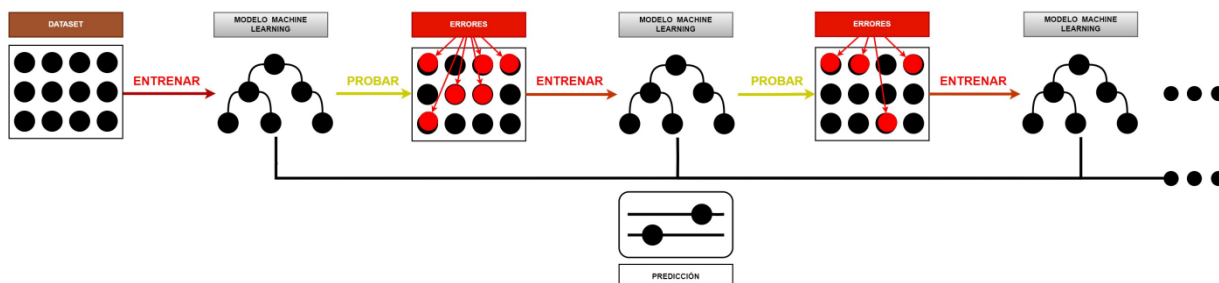 DATASET
MODELO MACHINE
LEARNING
ERRORES
MODELO MACHINE
LEARNING
ERRORES
MODELO MACHINE
LEARNING
ENTRENAR
PROBAR
ENTRENAR
PROBAR
ENTRENAR
PREDICCIÓN